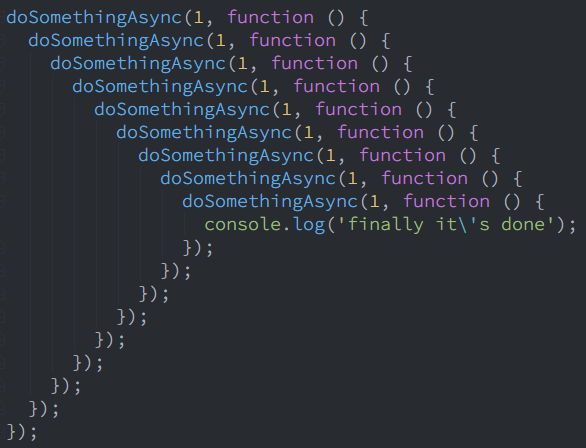 doSomethingAsync(1, function () {
  doSomethingAsync(1, function () {
    doSomethingAsync(1, function () {
      doSomethingAsync(1, function () {
        doSomethingAsync(1, function () {
          doSomethingAsync(1, function () {
            doSomethingAsync(1, function () {
              doSomethingAsync(1, function () {
                doSomethingAsync(1, function () {
                  console.log('finally it\'s done');
                });
              });
            });
          });
        });
      });
    });
  });
});